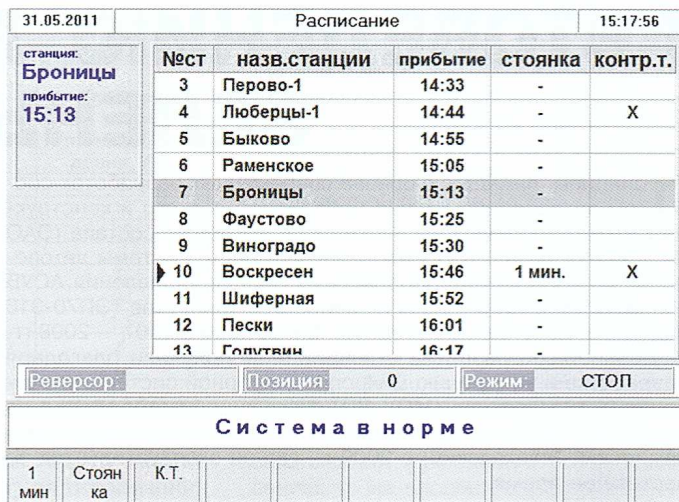 31.05.2011 Расписание 15:17:56
станция:
Броницы
прибытие:
15:13
№ст назв.станции прибытие стоянка контр.т.
3 Перово-1 14:33 -
4 Люберцы-1 14:44 - X
5 Быково 14:55 -
6 Раменское 15:05 -
7 Броницы 15:13 -
8 Фаустово 15:25 -
9 Виноградо 15:30 -
10 Воскресен 15:46 1 мин. X
11 Шиферная 15:52 -
12 Пески 16:01 -
13 Голутвин 16:17 -
Реверсор: Позиция: 0 Режим: СТОП
Система в норме
1 мин Стоян ка К.Т.